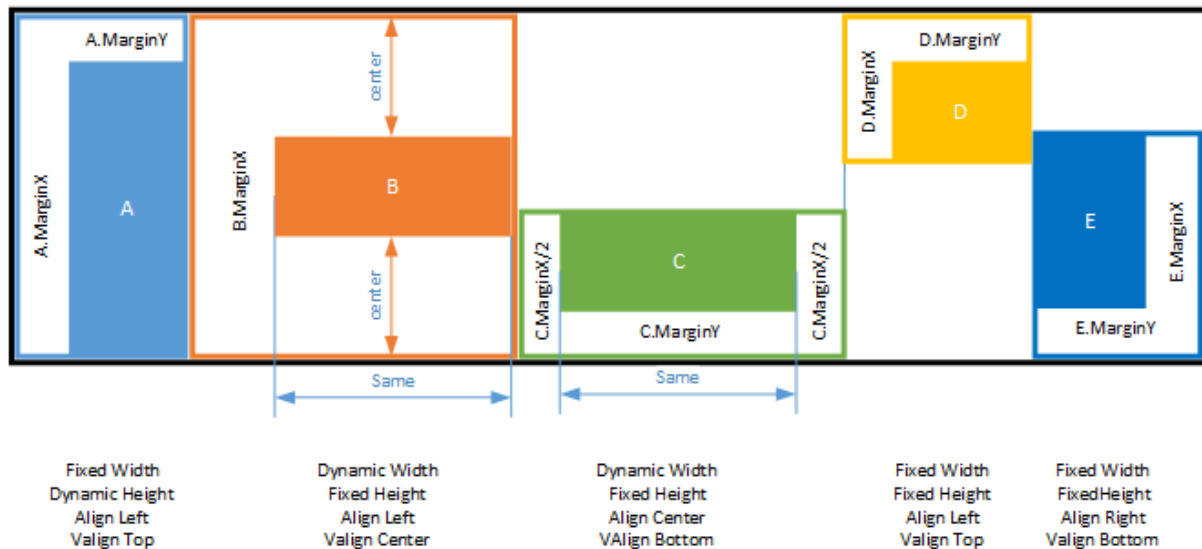 A.MarginY
A.MarginX
A
center
B.MarginX
B
center
Same
C.MarginX/2
C
C.MarginX/2
C.MarginY
Same
D.MarginY
D.MarginX
D
E
E.MarginX
E.MarginY
Fixed Width
Dynamic Height
Align Left
Valign Top
Dynamic Width
Fixed Height
Align Left
Valign Center
Dynamic Width
Fixed Height
Align Center
VAlign Bottom
Fixed Width
Fixed Height
Align Left
Valign Top
Fixed Width
FixedHeight
Align Right
Valign Bottom